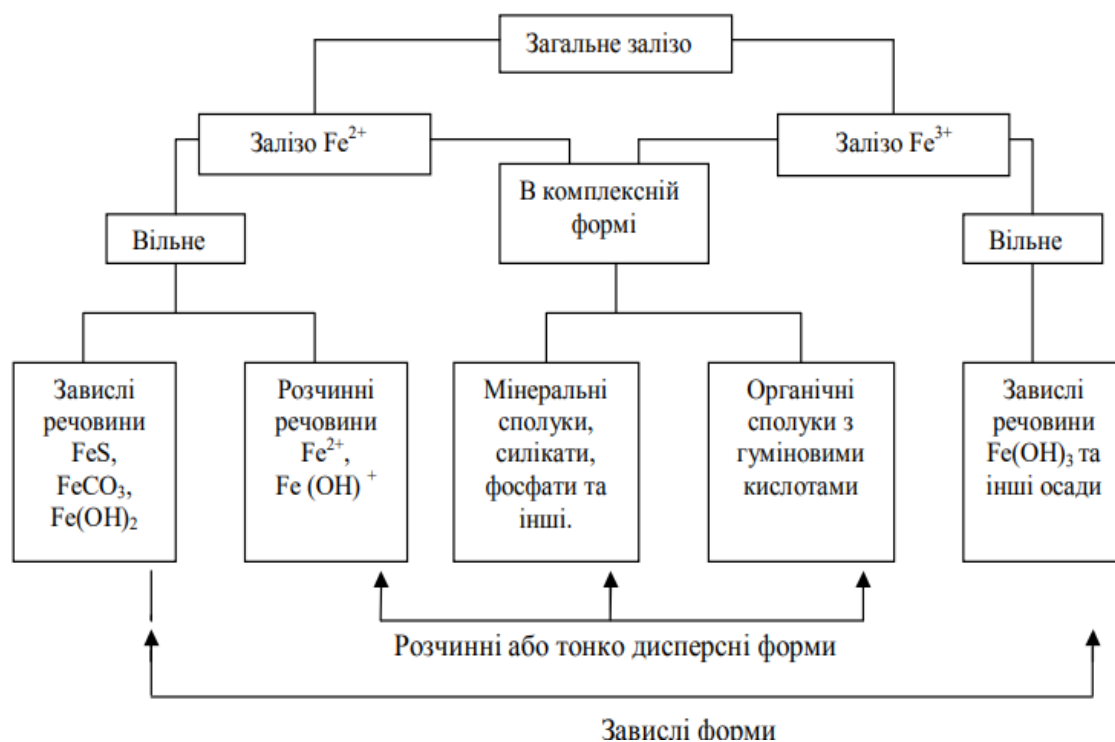 Загальне залізо
Залізо Fe²⁺
Залізо Fe³⁺
В комплексній
формі
Вільне
Вільне
Завислі
речовини
FeS,
FeCO₃,
Fe(OH)₂
Розчинні
речовини
Fe²⁺,
Fe (OH) ⁺
Мінеральні
сполуки,
силікати,
фосфати та
інші.
Органічні
сполуки з
гуміновими
кислотами
Завислі
речовини
Fe(OH)₃ та
інші осади
Розчинні або тонко дисперсні форми
Завислі форми